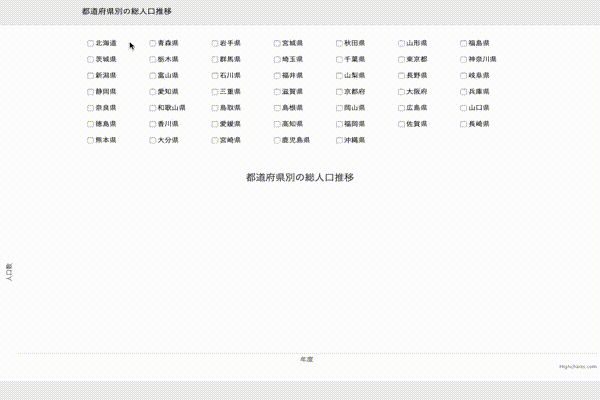 都道府県別の総人口推移
北海道 青森県 岩手県 宮城県 秋田県 山形県 福島県
茨城県 栃木県 群馬県 埼玉県 千葉県 東京都 神奈川県
新潟県 富山県 石川県 福井県 山梨県 長野県 岐阜県
静岡県 愛知県 三重県 滋賀県 京都府 大阪府 兵庫県
奈良県 和歌山県 鳥取県 島根県 岡山県 広島県 山口県
徳島県 香川県 愛媛県 高知県 福岡県 佐賀県 長崎県
熊本県 大分県 宮崎県 鹿児島県 沖縄県
都道府県別の総人口推移
人口数
年度
Highcharts.com